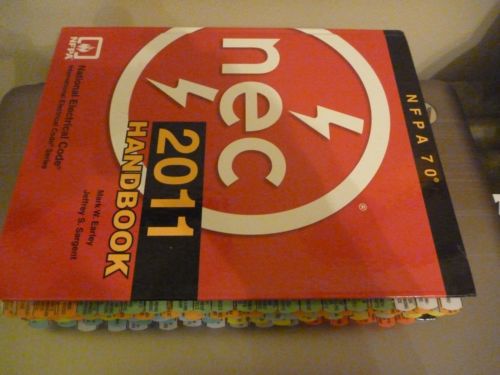 NFPA 70®
nec
®
2011
HANDBOOK
Mark W. Earley
Jeffrey S. Sargent
NFPA
National Electrical Code®
International Electrical Code® Series